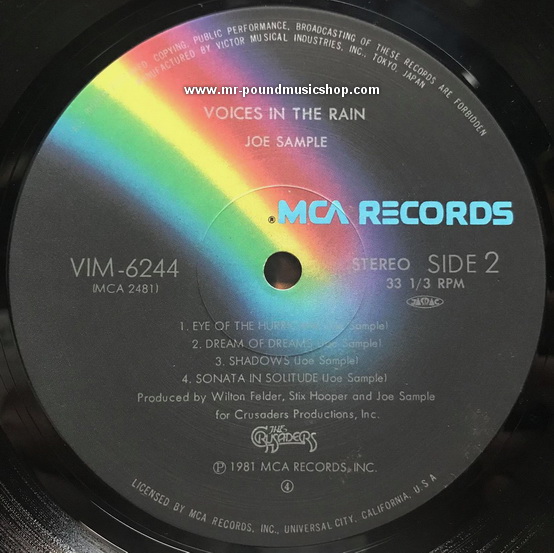 COPYING, PUBLIC PERFORMANCE, BROADCASTING OF THESE RECORDS ARE FORBIDDEN
MANUFACTURED BY VICTOR MUSICAL INDUSTRIES, INC., TOKYO, JAPAN
www.mr-poundmusicshop.com
VOICES IN THE RAIN
JOE SAMPLE
® MCA RECORDS
VIM-6244
(MCA 2481)
STEREO SIDE 2
33 1/3 RPM
JASRAC
1. EYE OF THE HURRICANE (Joe Sample)
2. DREAM OF DREAMS (Joe Sample)
3. SHADOWS (Joe Sample)
4. SONATA IN SOLITUDE (Joe Sample)
Produced by Wilton Felder, Stix Hooper and Joe Sample
for Crusaders Productions, Inc.
THE CRUSADERS
℗ 1981 MCA RECORDS, INC.
④
LICENSED BY MCA RECORDS, INC., UNIVERSAL CITY, CALIFORNIA, U.S.A